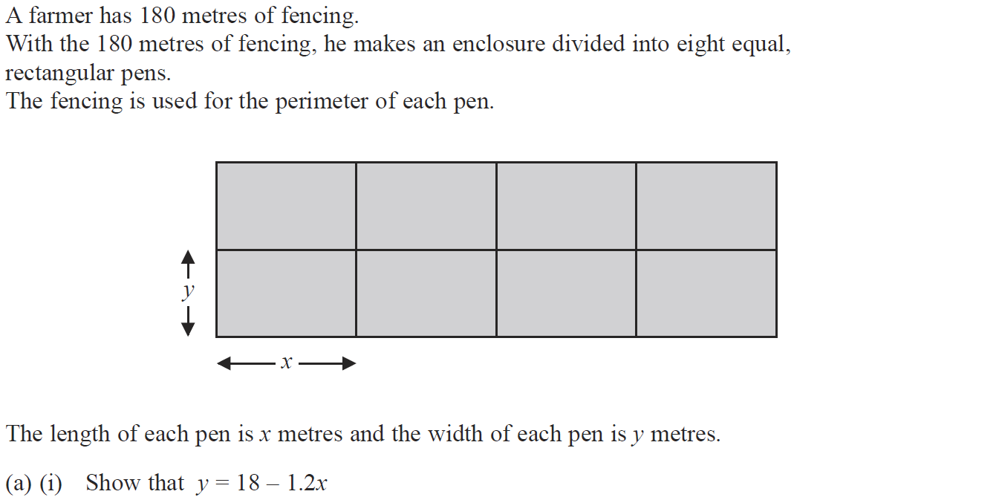 A farmer has 180 metres of fencing.
With the 180 metres of fencing, he makes an enclosure divided into eight equal,
rectangular pens.
The fencing is used for the perimeter of each pen.
y
x
The length of each pen is x metres and the width of each pen is y metres.
(a) (i) Show that y = 18 – 1.2x